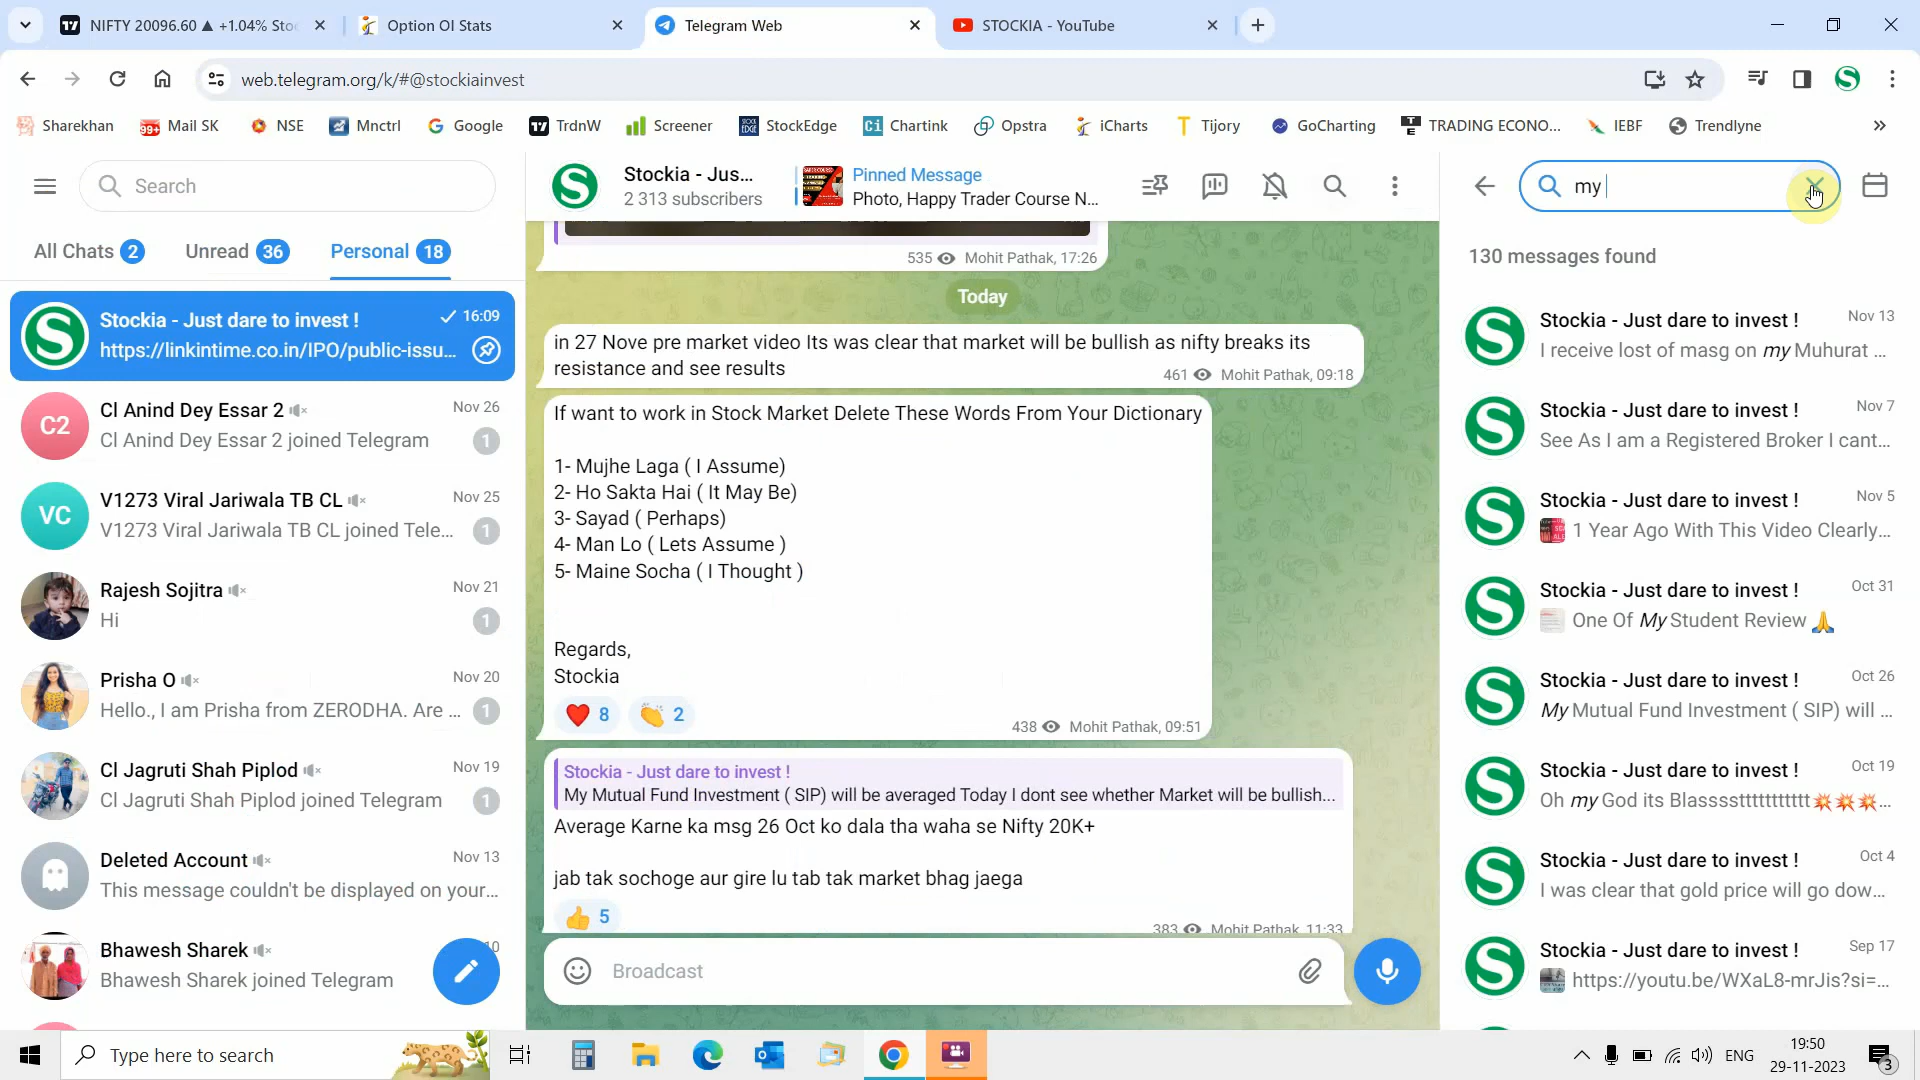 NIFTY 20096.60 ▲ +1.04% Stoc
Option OI Stats
Telegram Web
STOCKIA - YouTube
web.telegram.org/k/#@stockiainvest
Sharekhan
Mail SK
NSE
Mnctrl
Google
TrdnW
Screener
StockEdge
Chartink
Opstra
iCharts
Tijory
GoCharting
TRADING ECONO...
IEBF
Trendlyne
»
Search
All Chats 2
Unread 36
Personal 18
Stockia - Just dare to invest ! 16:09
https://linkintime.co.in/IPO/public-issu...
C2
Cl Anind Dey Essar 2 Nov 26
Cl Anind Dey Essar 2 joined Telegram 1
VC
V1273 Viral Jariwala TB CL Nov 25
V1273 Viral Jariwala TB CL joined Tele... 1
Rajesh Sojitra Nov 21
Hi 1
Prisha O Nov 20
Hello., I am Prisha from ZERODHA. Are ... 1
Cl Jagruti Shah Piplod Nov 19
Cl Jagruti Shah Piplod joined Telegram 1
Deleted Account Nov 13
This message couldn't be displayed on your...
Bhawesh Sharek 10
Bhawesh Sharek joined Telegram
Stockia - Jus...
2 313 subscribers
Pinned Message
Photo, Happy Trader Course N...
535 Mohit Pathak, 17:26
Today
in 27 Nove pre market video Its was clear that market will be bullish as nifty breaks its
resistance and see results
461 Mohit Pathak, 09:18
If want to work in Stock Market Delete These Words From Your Dictionary
1- Mujhe Laga ( I Assume)
2- Ho Sakta Hai ( It May Be)
3- Sayad ( Perhaps)
4- Man Lo ( Lets Assume )
5- Maine Socha ( I Thought )
Regards,
Stockia
❤️ 8 👏 2
438 Mohit Pathak, 09:51
Stockia - Just dare to invest !
My Mutual Fund Investment ( SIP) will be averaged Today I dont see whether Market will be bullish...
Average Karne ka msg 26 Oct ko dala tha waha se Nifty 20K+
jab tak sochoge aur gire lu tab tak market bhag jaega
👍 5
383 Mohit Pathak, 11:33
Broadcast
my
130 messages found
Stockia - Just dare to invest ! Nov 13
I receive lost of masg on my Muhurat ...
Stockia - Just dare to invest ! Nov 7
See As I am a Registered Broker I cant...
Stockia - Just dare to invest ! Nov 5
1 Year Ago With This Video Clearly...
Stockia - Just dare to invest ! Oct 31
One Of My Student Review 🙏
Stockia - Just dare to invest ! Oct 26
My Mutual Fund Investment ( SIP) will ...
Stockia - Just dare to invest ! Oct 19
Oh my God its Blasssstttttttttttt💥💥💥...
Stockia - Just dare to invest ! Oct 4
I was clear that gold price will go dow...
Stockia - Just dare to invest ! Sep 17
https://youtu.be/WXaL8-mrJis?si=...
Type here to search
ENG
19:50
29-11-2023
3